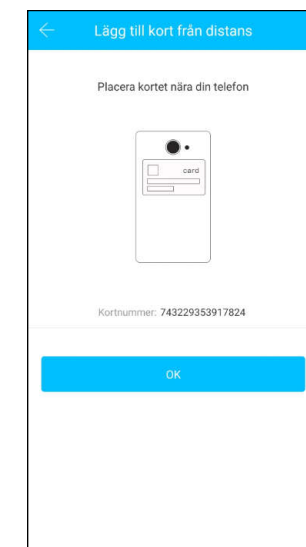 Lägg till kort från distans
Placera kortet nära din telefon
card
Kortnummer: 743229353917824
OK